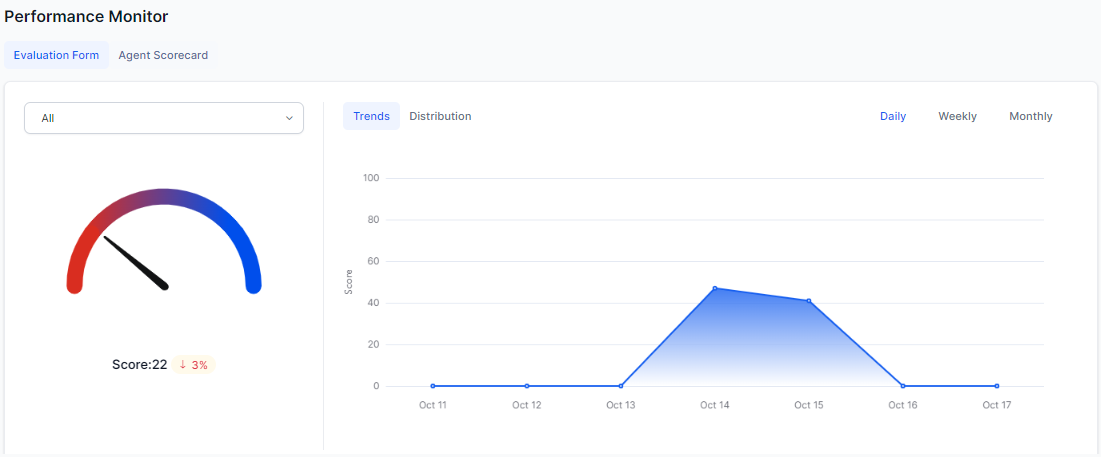 Performance Monitor
Evaluation Form Agent Scorecard
All
Trends Distribution Daily Weekly Monthly
100
80
60
40
20
0
Score
Oct 11 Oct 12 Oct 13 Oct 14 Oct 15 Oct 16 Oct 17
Score:22 ↓ 3%